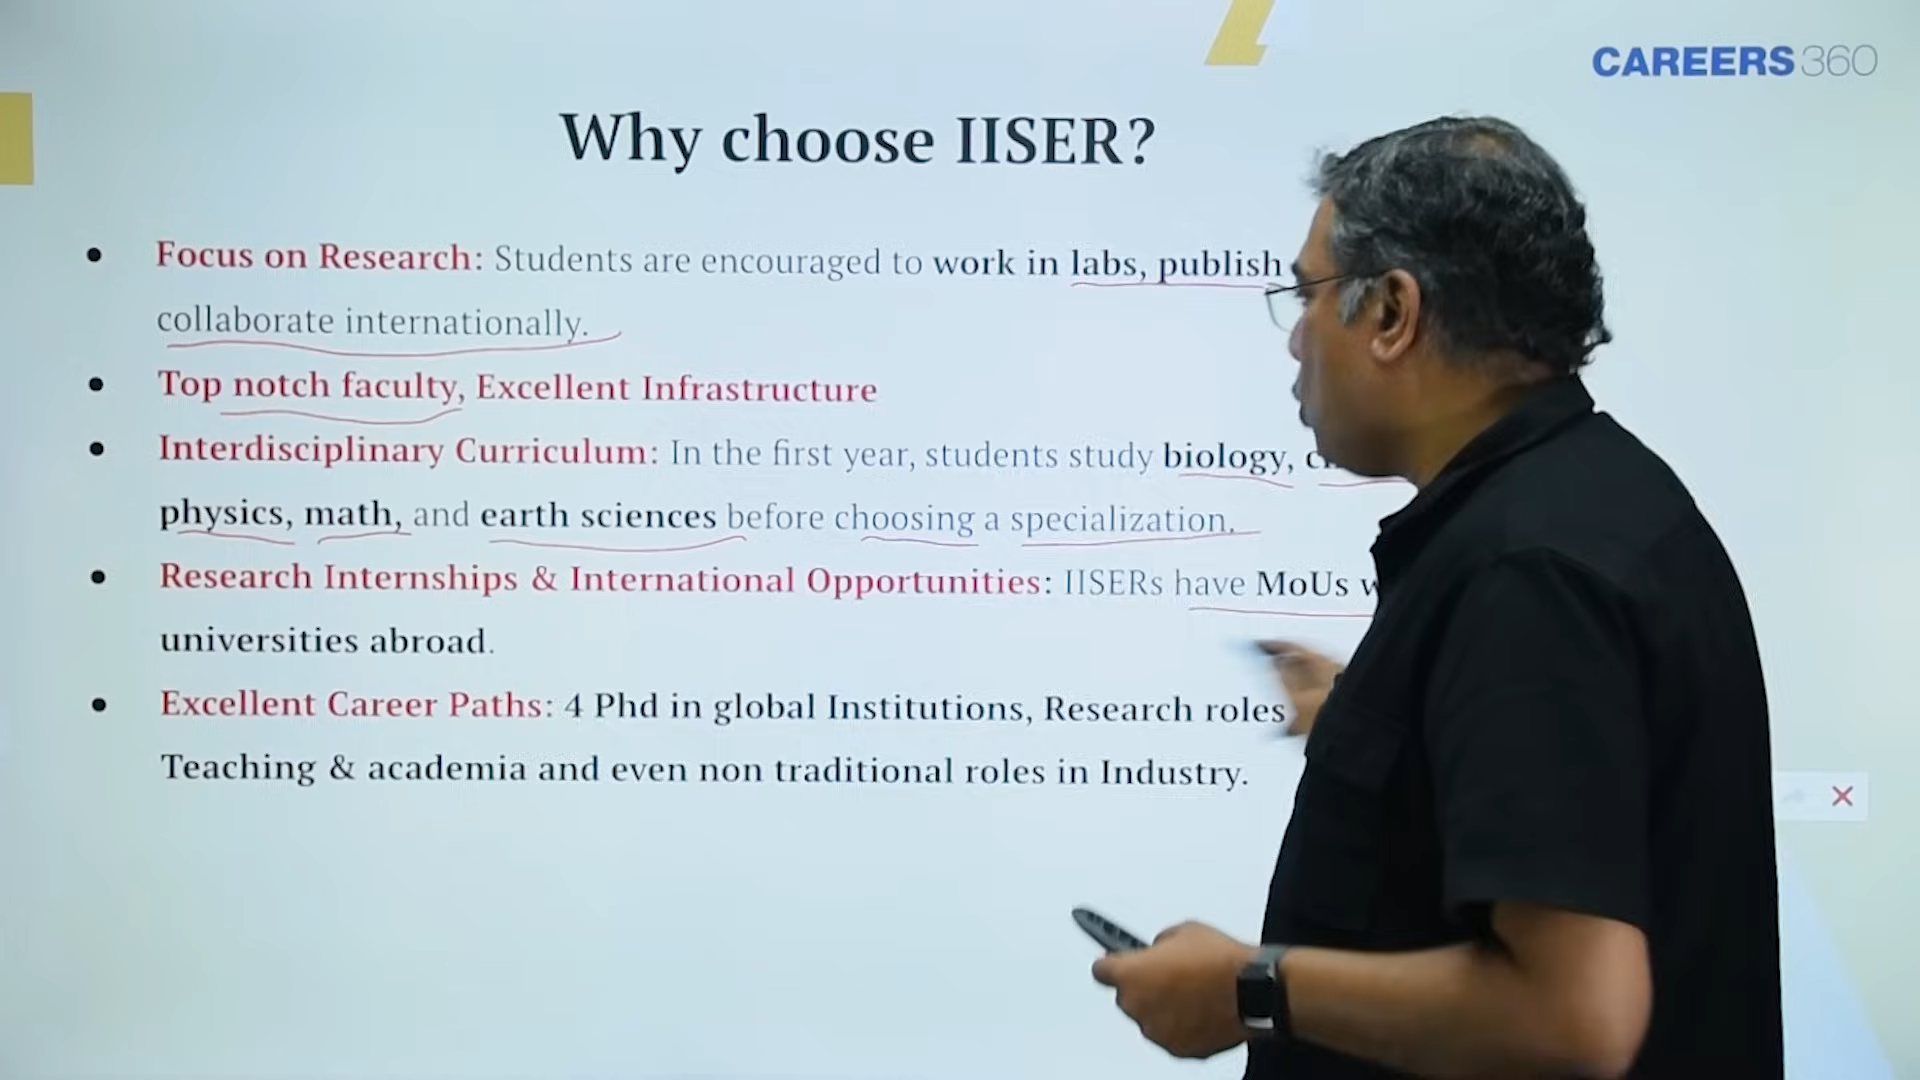 CAREERS360
Why choose IISER?
Focus on Research: Students are encouraged to work in labs, publish
collaborate internationally.
Top notch faculty, Excellent Infrastructure
Interdisciplinary Curriculum: In the first year, students study biology,
physics, math, and earth sciences before choosing a specialization.
Research Internships & International Opportunities: IISERs have MoUs
universities abroad.
Excellent Career Paths: 4 Phd in global Institutions, Research roles
Teaching & academia and even non traditional roles in Industry.